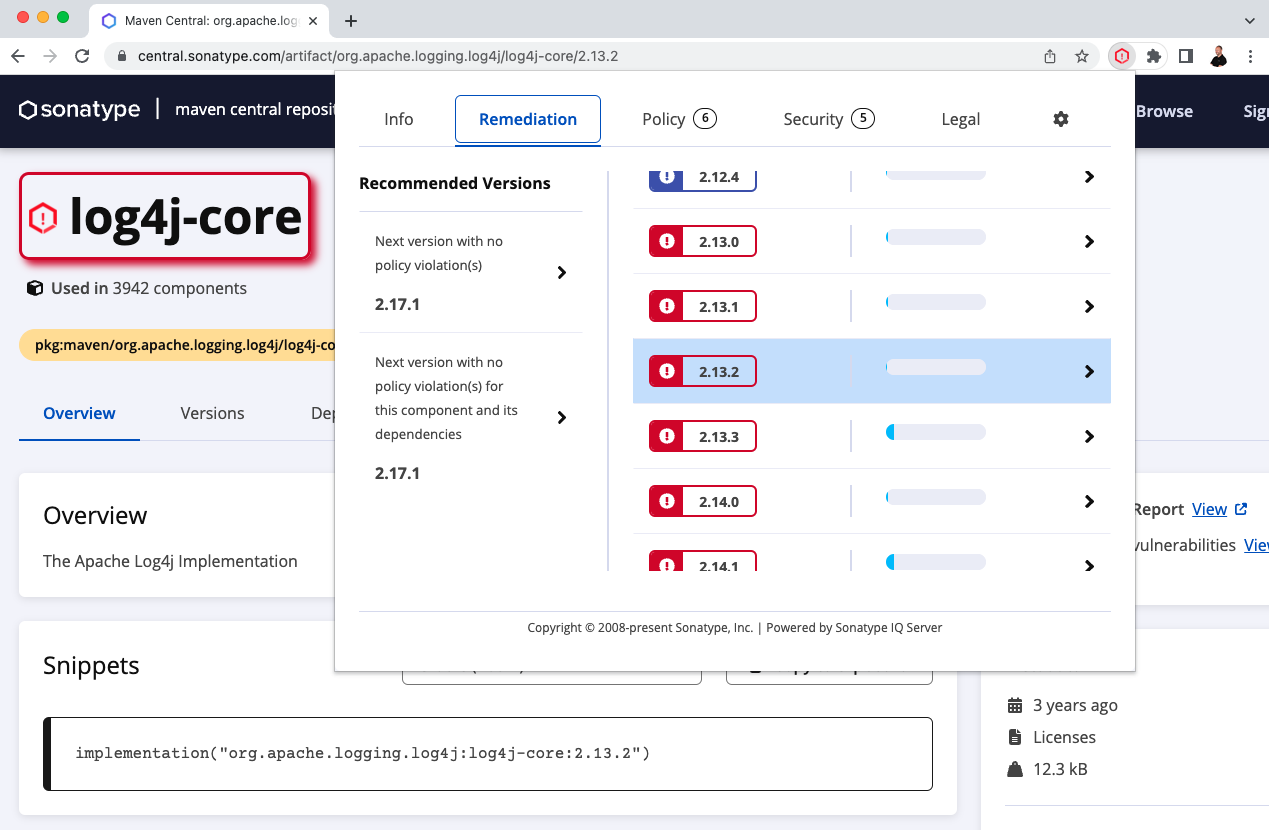 Maven Central: org.apache.log
central.sonatype.com/artifact/org.apache.logging.log4j/log4j-core/2.13.2
sonatype | maven central reposit
Browse
Sig
Info
Remediation
Policy 6
Security 5
Legal
Recommended Versions
Next version with no
policy violation(s)
2.17.1
Next version with no
policy violation(s) for
this component and its
dependencies
2.17.1
2.12.4
2.13.0
2.13.1
2.13.2
2.13.3
2.14.0
2.14.1
Copyright © 2008-present Sonatype, Inc. | Powered by Sonatype IQ Server
log4j-core
Used in 3942 components
pkg:maven/org.apache.logging.log4j/log4j-co
Overview
Versions
Dep
Overview
The Apache Log4j Implementation
Report View
vulnerabilities View
Snippets
implementation("org.apache.logging.log4j:log4j-core:2.13.2")
3 years ago
Licenses
12.3 kB